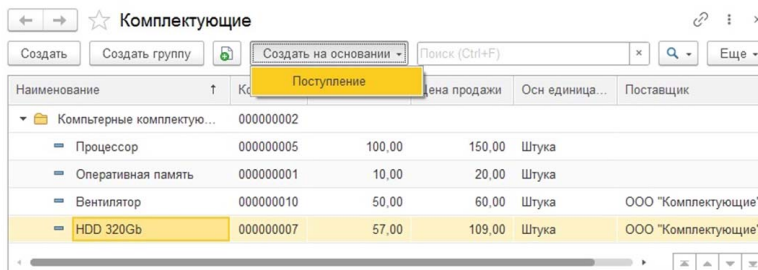 Комплектующие
Создать Создать группу Создать на основании Поиск (Ctrl+F) × Еще
Поступление
Наименование ↑ Цена продажи Осн единица... Поставщик
Компьтерные комплектую... 000000002
Процессор 000000005 100,00 150,00 Штука
Оперативная память 000000001 10,00 20,00 Штука
Вентилятор 000000010 50,00 60,00 Штука ООО "Комплектующие"
HDD 320Gb 000000007 57,00 109,00 Штука ООО "Комплектующие"